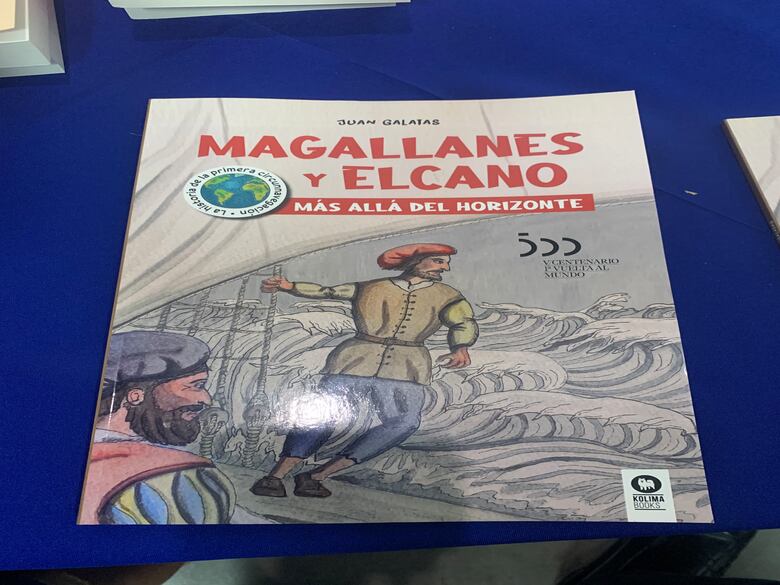 JUAN GALATAS
MAGALLANES
Y ELCANO
La historia de la primera circunnavegación •
MÁS ALLÁ DEL HORIZONTE
500
V CENTENARIO
1ª VUELTA AL
MUNDO
KOLIMA
BOOKS